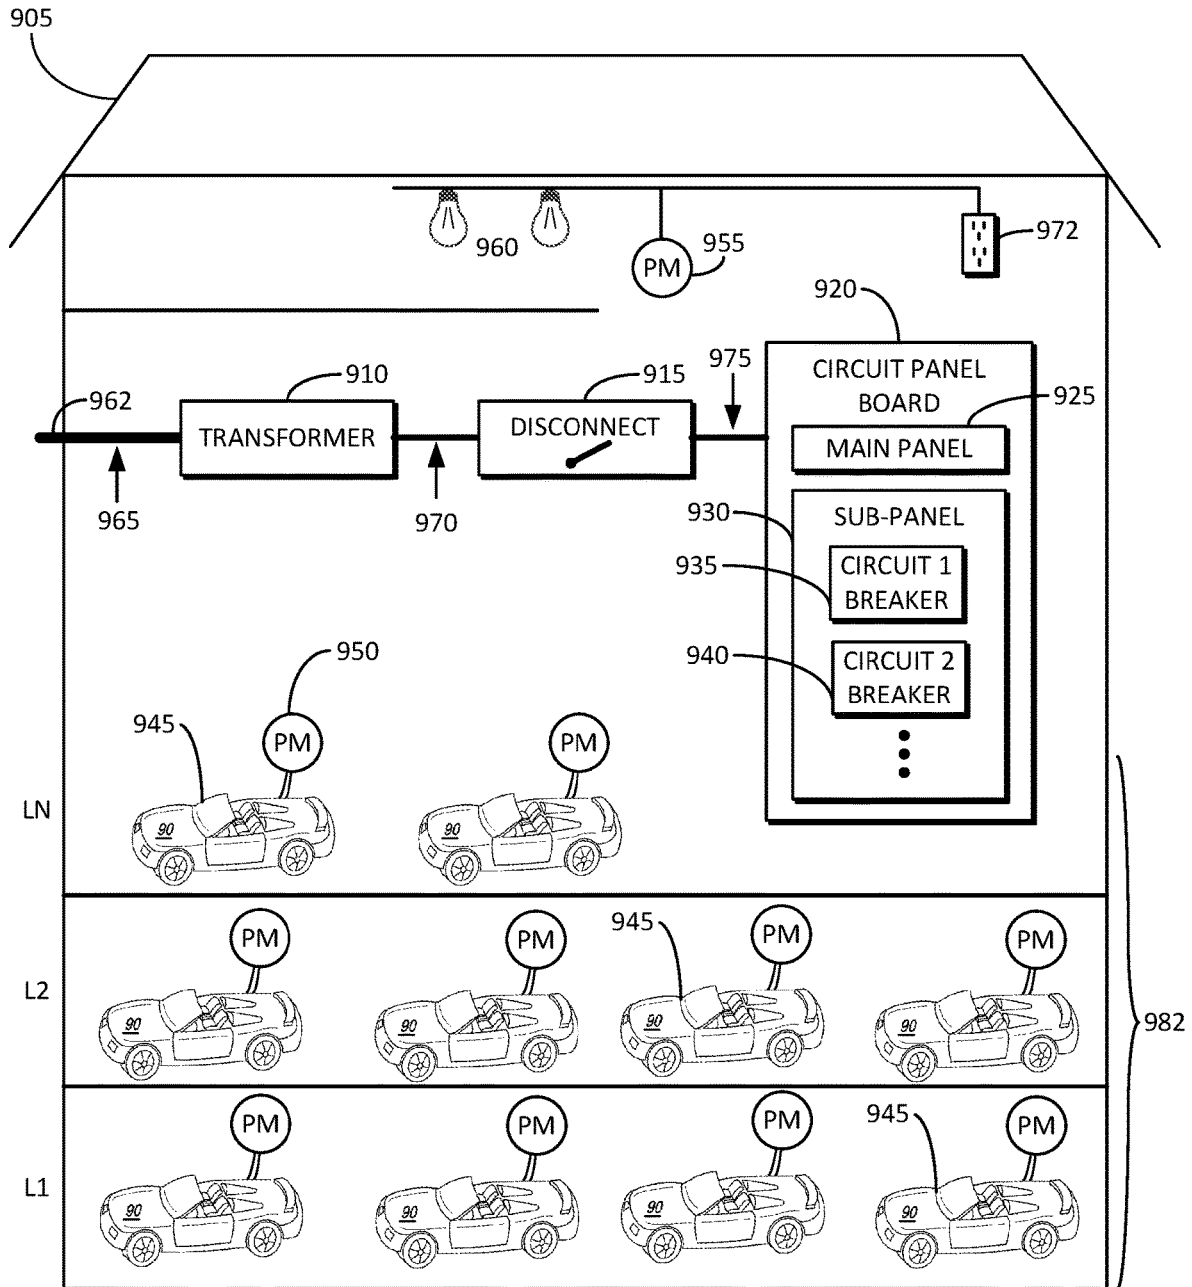 905
960
PM
955
972
920
962
910
TRANSFORMER
915
DISCONNECT
975
CIRCUIT PANEL
BOARD
925
MAIN PANEL
965
970
930
SUB-PANEL
935
CIRCUIT 1
BREAKER
940
CIRCUIT 2
BREAKER
950
945
PM
PM
LN
90
90
945
PM
PM
PM
PM
L2
90
90
90
90
982
945
PM
PM
PM
PM
L1
90
90
90
90